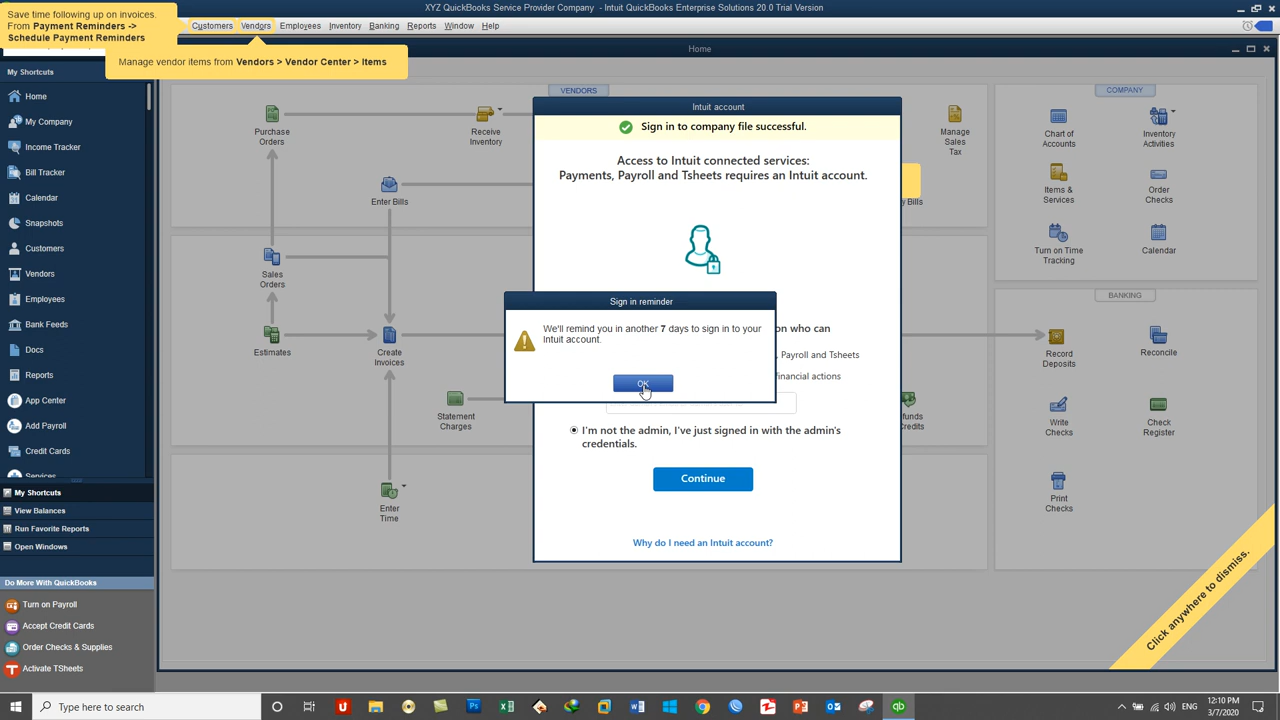 XYZ QuickBooks Service Provider Company - Intuit QuickBooks Enterprise Solutions 20.0 Trial Version
Save time following up on invoices.
From Payment Reminders ->
Schedule Payment Reminders
Customers Vendors Employees Inventory Banking Reports Window Help
Manage vendor items from Vendors > Vendor Center > Items
Home
My Shortcuts
Home
My Company
Income Tracker
Bill Tracker
Calendar
Snapshots
Customers
Vendors
Employees
Bank Feeds
Docs
Reports
App Center
Add Payroll
Credit Cards
Services
My Shortcuts
View Balances
Run Favorite Reports
Open Windows
Do More With QuickBooks
Turn on Payroll
Accept Credit Cards
Order Checks & Supplies
Activate TSheets
VENDORS
Purchase
Orders
Receive
Inventory
Enter Bills
Manage
Sales
Tax
Bills
Sales
Orders
Estimates
Create
Invoices
Statement
Charges
Enter
Time
Intuit account
Sign in to company file successful.
Access to Intuit connected services:
Payments, Payroll and Tsheets requires an Intuit account.
on who can
, Payroll and Tsheets
financial actions
I'm not the admin, I've just signed in with the admin's
credentials.
Continue
Why do I need an Intuit account?
Sign in reminder
We'll remind you in another 7 days to sign in to your
Intuit account.
OK
COMPANY
Chart of
Accounts
Inventory
Activities
Items &
Services
Order
Checks
Turn on Time
Tracking
Calendar
BANKING
Record
Deposits
Reconcile
Write
Checks
Check
Register
Print
Checks
Click anywhere to dismiss.
Type here to search
ENG
12:10 PM
3/7/2020